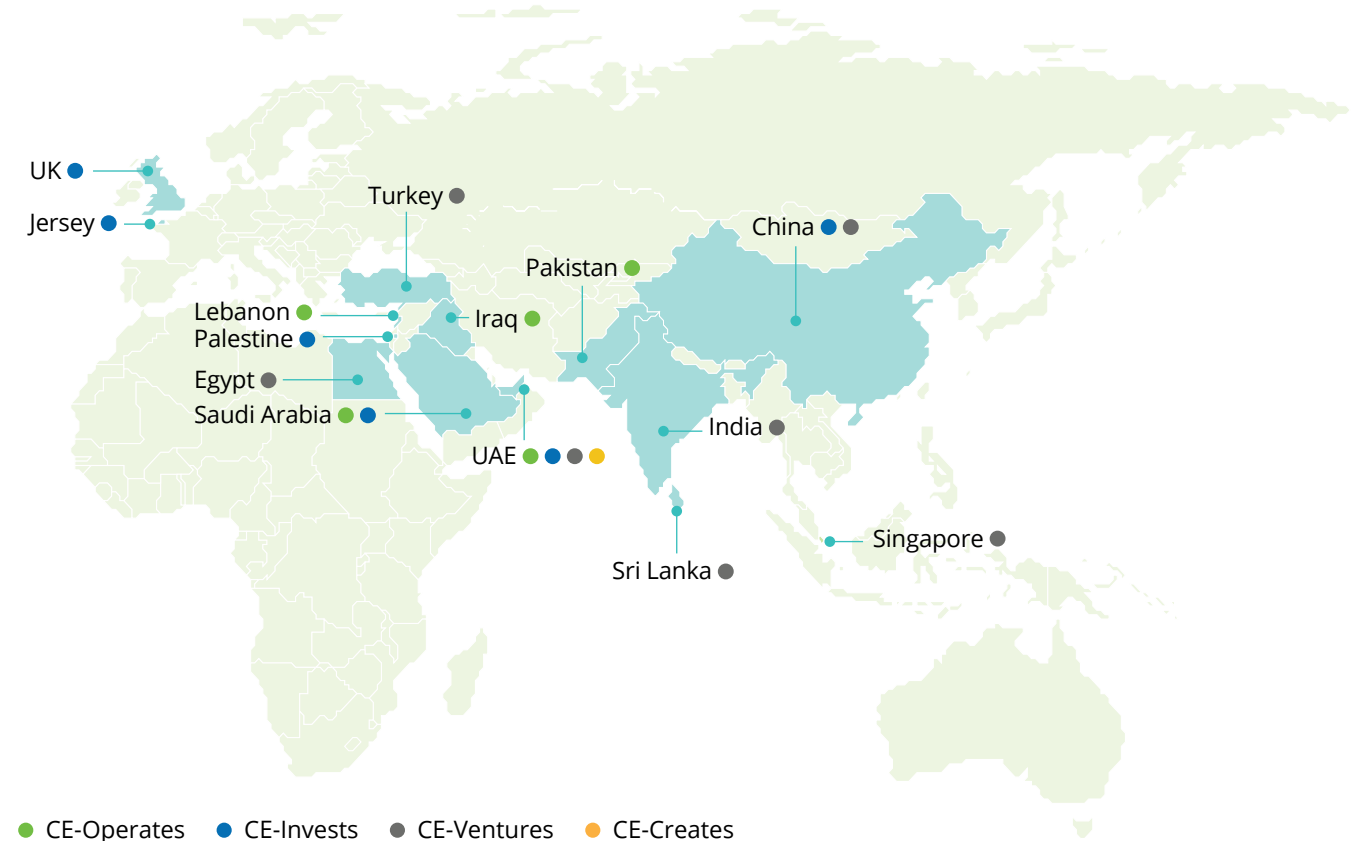 UK
Jersey
Turkey
China
Pakistan
Lebanon
Iraq
Palestine
Egypt
Saudi Arabia
India
UAE
Singapore
Sri Lanka
CE-Operates CE-Invests CE-Ventures CE-Creates